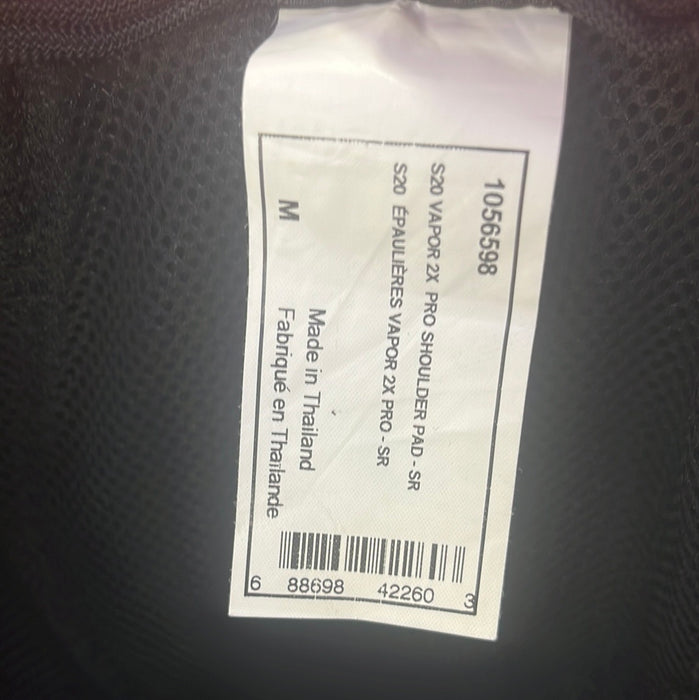 1056598
S20 VAPOR 2X PRO SHOULDER PAD - SR
S20 ÉPAULIÈRES VAPOR 2X PRO - SR
M
Made in Thailand
Fabriqué en Thaïlande
6 88698 42260 3